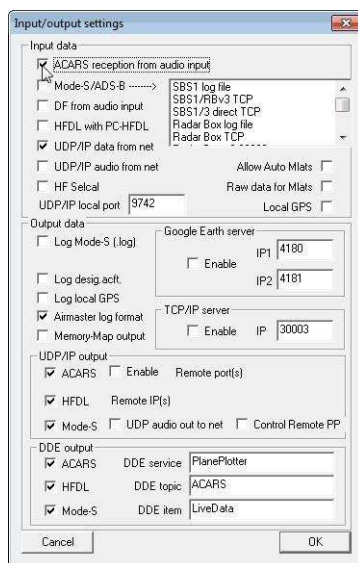 Input/output settings
Input data
ACARS reception from audio input
Mode-S/ADS-B ------->
SBS1 log file
SBS1/RBv3 TCP
SBS1/3 direct TCP
Radar Box log file
Radar Box TCP
DF from audio input
HFDL with PC-HFDL
UDP/IP data from net
UDP/IP audio from net
Allow Auto Mlats
HF Selcal
Raw data for Mlats
UDP/IP local port 9742
Local GPS
Output data
Log Mode-S (.log)
Google Earth server
Enable
IP1 4180
IP2 4181
Log desig.acft.
Log local GPS
Airmaster log format
Memory-Map output
TCP/IP server
Enable IP 30003
UDP/IP output
ACARS Enable Remote port(s)
HFDL Remote IP(s)
Mode-S UDP audio out to net Control Remote PP
DDE output
ACARS DDE service PlanePlotter
HFDL DDE topic ACARS
Mode-S DDE item LiveData
Cancel OK